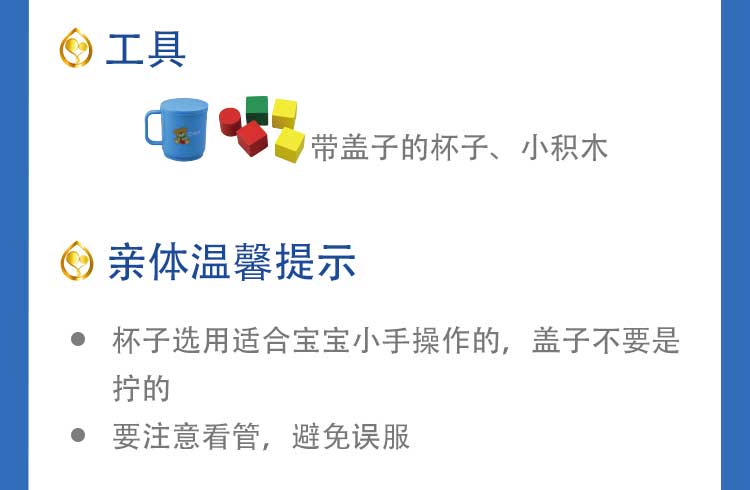 工具
带盖子的杯子、小积木
亲体温馨提示
杯子选用适合宝宝小手操作的，盖子不要是
拧的
要注意看管，避免误服